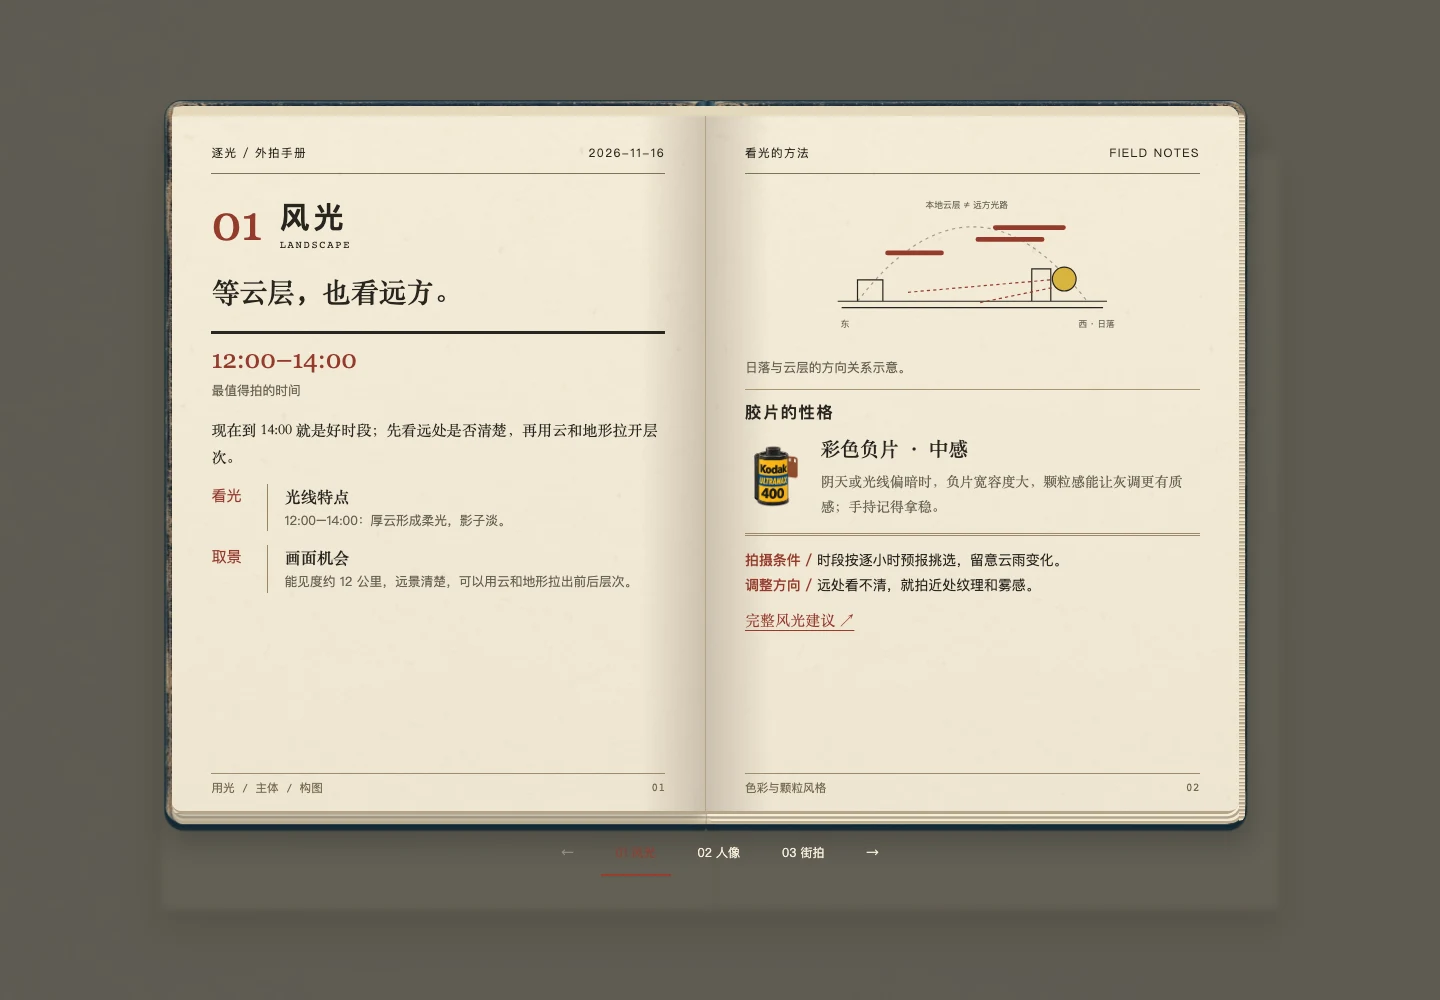 逐光 / 外拍手册
2026–11–16
01 风光
LANDSCAPE
等云层，也看远方。
12:00—14:00
最值得拍的时间
现在到 14:00 就是好时段；先看远处是否清楚，再用云和地形拉开层
次。
看光
光线特点
12:00—14:00：厚云形成柔光，影子淡。
取景
画面机会
能见度约 12 公里，远景清楚，可以用云和地形拉出前后层次。
用光 / 主体 / 构图
01
看光的方法
FIELD NOTES
本地云层 ≠ 远方光路
东
西 · 日落
日落与云层的方向关系示意。
胶片的性格
Kodak
ULTRAMAX
400
彩色负片 · 中感
阴天或光线偏暗时，负片宽容度大，颗粒感能让灰调更有质
感；手持记得拿稳。
拍摄条件 / 时段按逐小时预报挑选，留意云雨变化。
调整方向 / 远处看不清，就拍近处纹理和雾感。
完整风光建议 ↗
色彩与颗粒风格
02
← 01 风光 02 人像 03 街拍 →